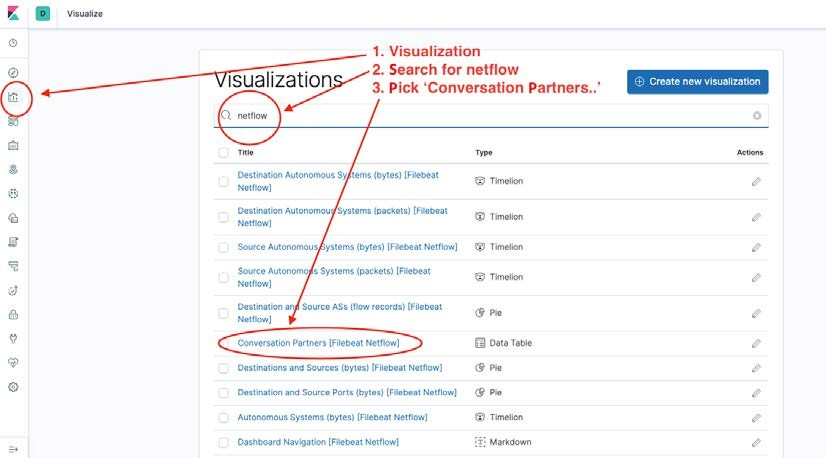 D
Visualize
1. Visualization
2. Search for netflow
3. Pick ‘Conversation Partners..’
Visualizations
Create new visualization
netflow
Title Type Actions
Destination Autonomous Systems (bytes) [Filebeat
Netflow]
Timelion
Destination Autonomous Systems (packets) [Filebeat
Netflow]
Timelion
Source Autonomous Systems (bytes) [Filebeat Netflow] Timelion
Source Autonomous Systems (packets) [Filebeat
Netflow]
Timelion
Destination and Source ASs (flow records) [Filebeat
Netflow]
Pie
Conversation Partners [Filebeat Netflow] Data Table
Destinations and Sources (bytes) [Filebeat Netflow] Pie
Destination and Source Ports (bytes) [Filebeat Netflow] Pie
Autonomous Systems (bytes) [Filebeat Netflow] Timelion
Dashboard Navigation [Filebeat Netflow] Markdown